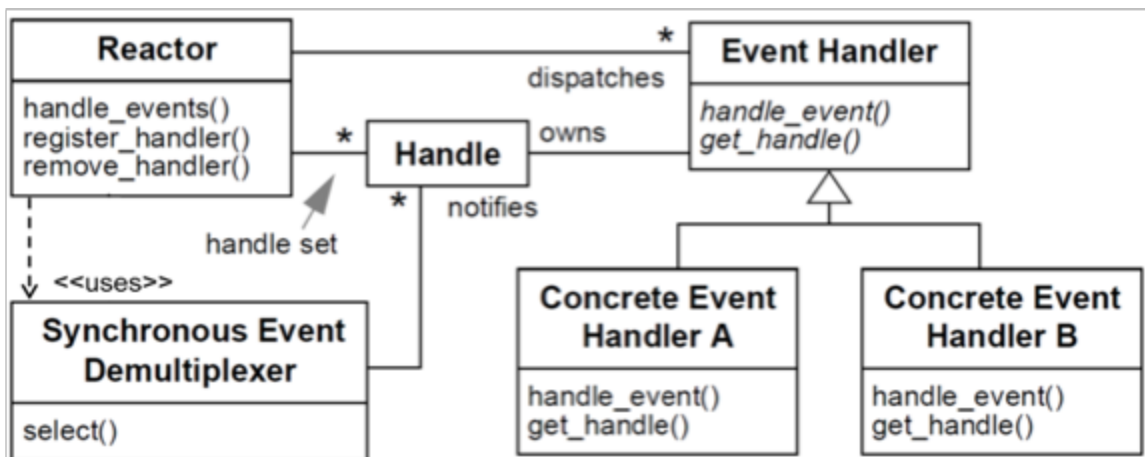 Reactor
handle_events()
register_handler()
remove_handler()
*
dispatches
Event Handler
handle_event()
get_handle()
*
handle set
Handle
owns
*
notifies
<<uses>>
Synchronous Event
Demultiplexer
select()
Concrete Event
Handler A
handle_event()
get_handle()
Concrete Event
Handler B
handle_event()
get_handle()